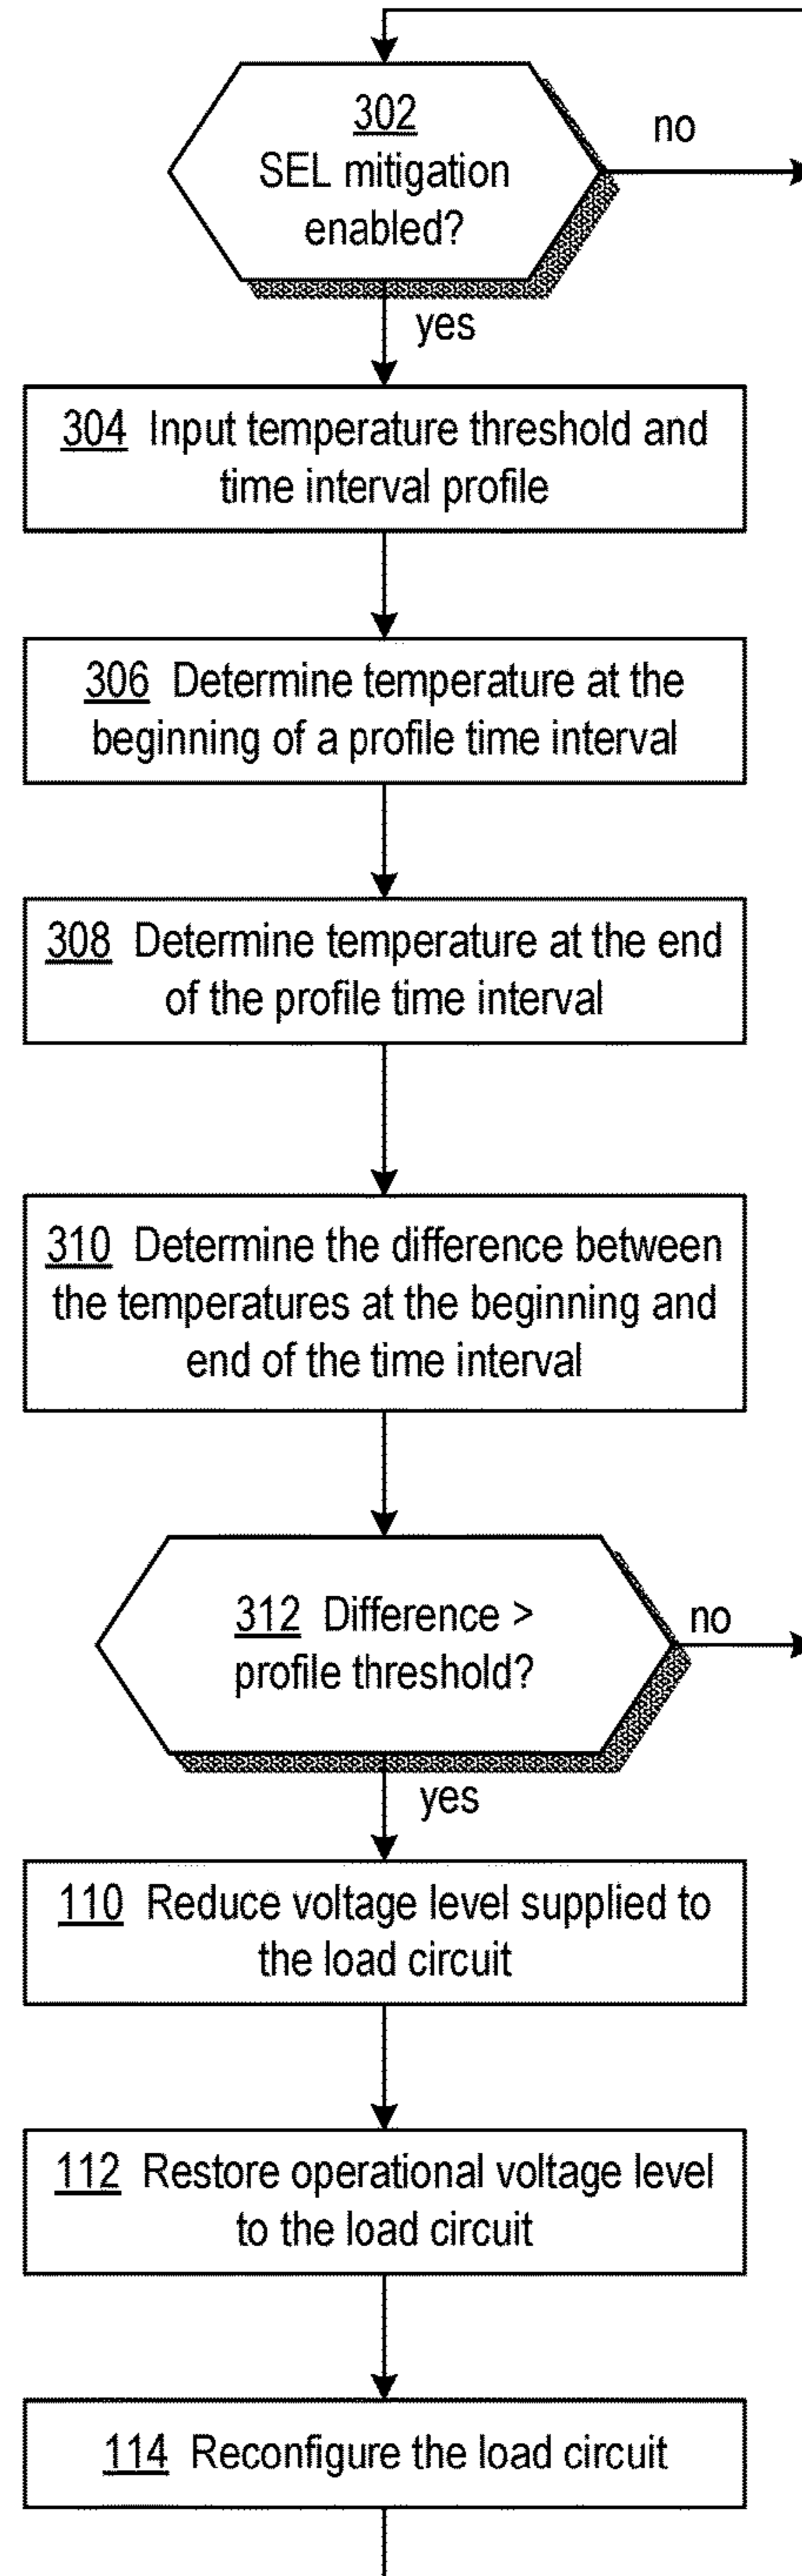 302
SEL mitigation
enabled?
no
yes
304 Input temperature threshold and
time interval profile
306 Determine temperature at the
beginning of a profile time interval
308 Determine temperature at the end
of the profile time interval
310 Determine the difference between
the temperatures at the beginning and
end of the time interval
312 Difference >
profile threshold?
no
yes
110 Reduce voltage level supplied to
the load circuit
112 Restore operational voltage level
to the load circuit
114 Reconfigure the load circuit